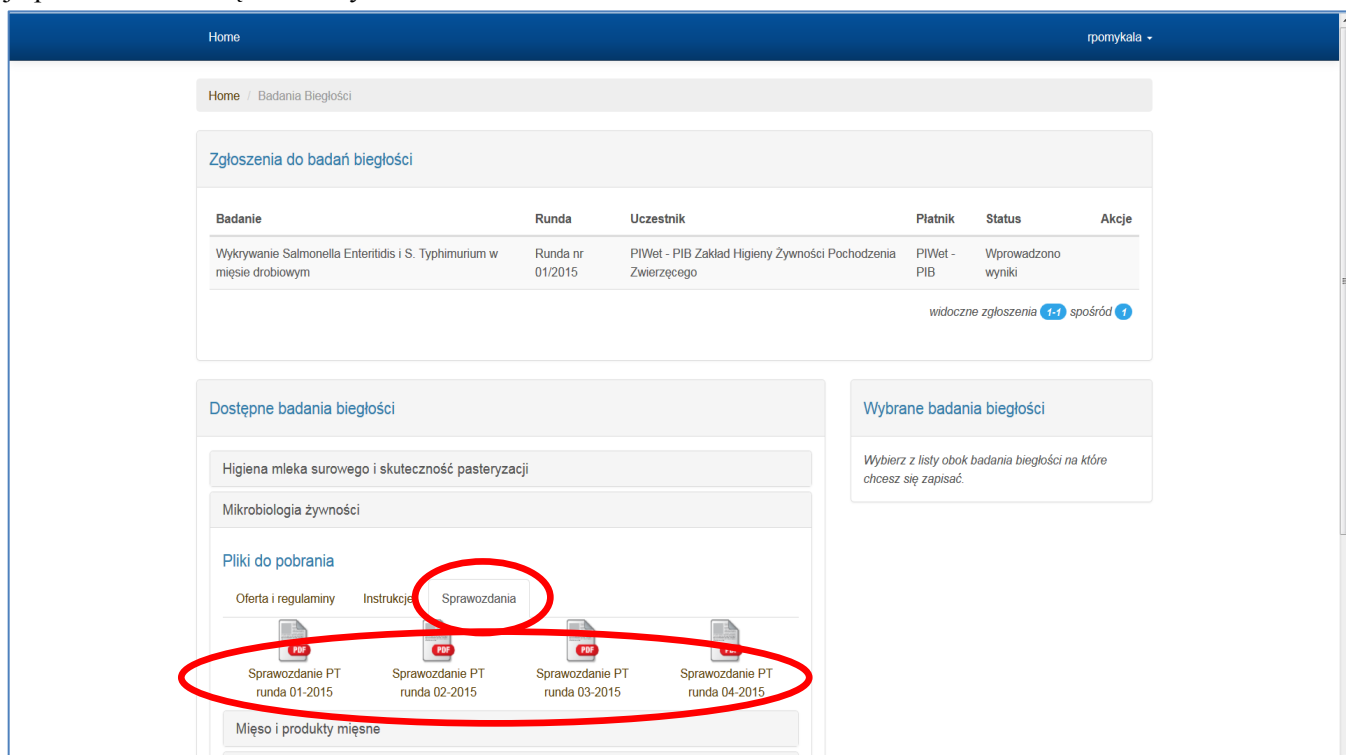 Home rpomykala
Home / Badania Biegłości
Zgłoszenia do badań biegłości
Badanie Runda Uczestnik Płatnik Status Akcje
Wykrywanie Salmonella Enteritidis i S. Typhimurium w Runda nr PIWet - PIB Zakład Higieny Żywności Pochodzenia PIWet - Wprowadzono
mięsie drobiowym 01/2015 Zwierzęcego PIB wyniki
widoczne zgłoszenia 1-1 spośród 1
Dostępne badania biegłości
Wybrane badania biegłości
Wybierz z listy obok badania biegłości na które
chcesz się zapisać.
Higiena mleka surowego i skuteczność pasteryzacji
Mikrobiologia żywności
Pliki do pobrania
Oferta i regulaminy Instrukcje Sprawozdania
PDF PDF PDF PDF
Sprawozdanie PT Sprawozdanie PT Sprawozdanie PT Sprawozdanie PT
runda 01-2015 runda 02-2015 runda 03-2015 runda 04-2015
Mięso i produkty mięsne